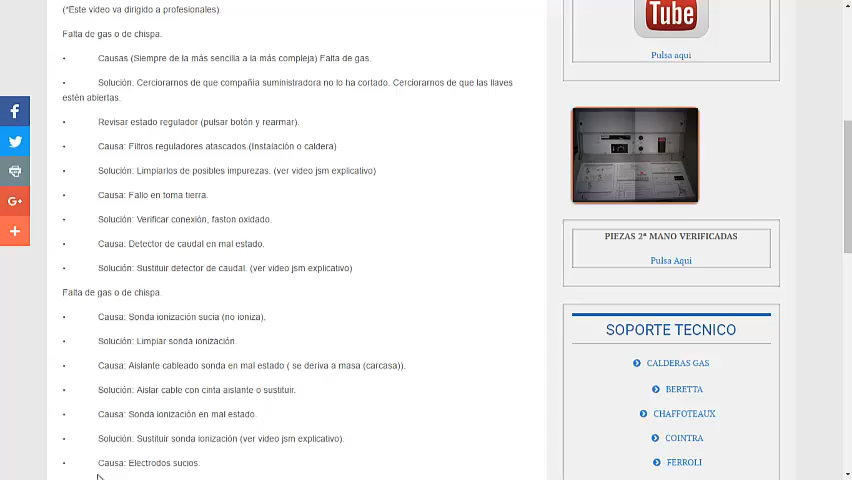 (*Este video va dirigido a profesionales).
Falta de gas o de chispa.
• Causas (Siempre de la más sencilla a la más compleja) Falta de gas.
• Solución: Cerciorarnos de que compañía suministradora no lo ha cortado. Cerciorarnos de que las llaves
estén abiertas.
• Revisar estado regulador (pulsar botón y rearmar).
• Causa: Filtros reguladores atascados.(Instalación o caldera)
• Solución: Limpiarlos de posibles impurezas. (ver video jsm explicativo)
• Causa: Fallo en toma tierra.
• Solución: Verificar conexión, faston oxidado.
• Causa: Detector de caudal en mal estado.
• Solución: Sustituir detector de caudal. (ver video jsm explicativo)
Falta de gas o de chispa.
• Causa: Sonda ionización sucia (no ioniza).
• Solución: Limpiar sonda ionización.
• Causa: Aislante cableado sonda en mal estado ( se deriva a masa (carcasa)).
• Solución: Aislar cable con cinta aislante o sustituir.
• Causa: Sonda ionización en mal estado.
• Solución: Sustituir sonda ionización (ver video jsm explicativo).
• Causa: Electrodos sucios.
Tube
Pulsa aqui
PIEZAS 2ª MANO VERIFICADAS
Pulsa Aqui
SOPORTE TECNICO
CALDERAS GAS
BERETTA
CHAFFOTEAUX
COINTRA
FERROLI
f
G+
+